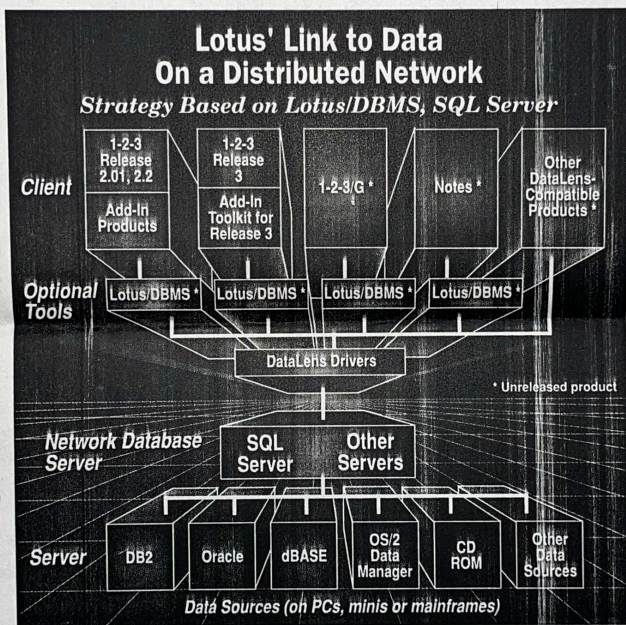 Lotus' Link to Data
On a Distributed Network
Strategy Based on Lotus/DBMS, SQL Server
Client
1-2-3
Release
2.01, 2.2
Add-In
Products
1-2-3
Release
3
Add-In
Toolkit for
Release 3
1-2-3/G *
Notes *
Other
DataLens-
Compatible
Products *
Optional
Tools
Lotus/DBMS *
Lotus/DBMS *
Lotus/DBMS *
Lotus/DBMS *
DataLens Drivers
* Unreleased product
Network Database
Server
SQL
Server
Other
Servers
Server
DB2
Oracle
dBASE
OS/2
Data
Manager
CD
ROM
Other
Data
Sources
Data Sources (on PCs, minis or mainframes)